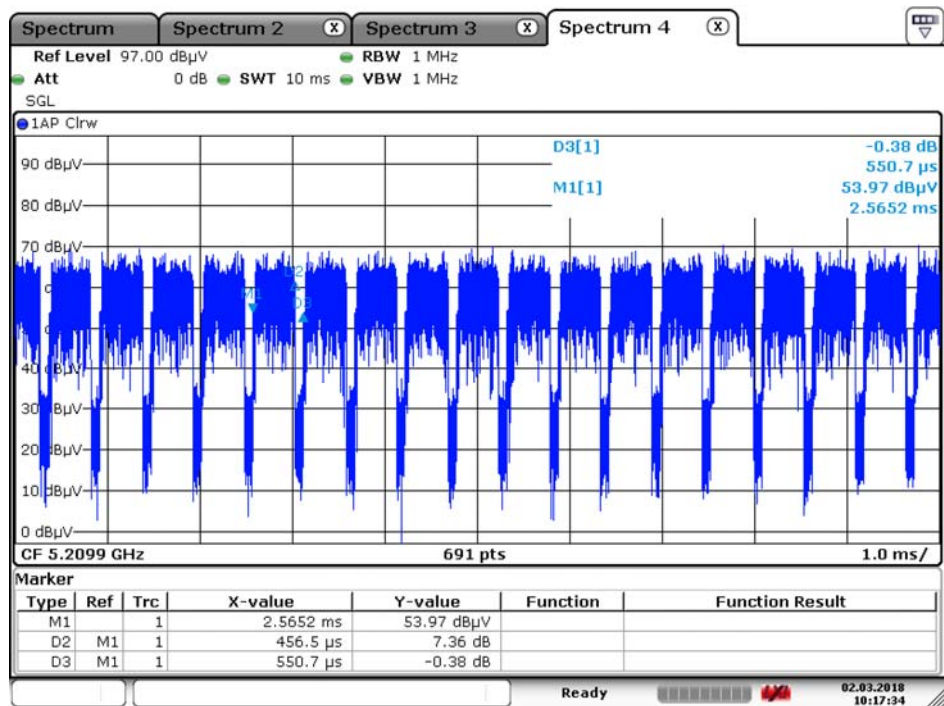 Spectrum Spectrum 2 X Spectrum 3 X Spectrum 4 X
Ref Level 97.00 dBµV RBW 1 MHz
Att 0 dB SWT 10 ms VBW 1 MHz
SGL
1AP Clrw
D3[1] -0.38 dB
550.7 µs
M1[1] 53.97 dBµV
2.5652 ms
90 dBµV
80 dBµV
70 dBµV
D2
M1
D3
40 dBµV
30 dBµV
20 dBµV
10 dBµV
0 dBµV
CF 5.2099 GHz 691 pts 1.0 ms/
Marker
Type Ref Trc X-value Y-value Function Function Result
M1 1 2.5652 ms 53.97 dBµV
D2 M1 1 456.5 µs 7.36 dB
D3 M1 1 550.7 µs -0.38 dB
Ready 02.03.2018
10:17:34